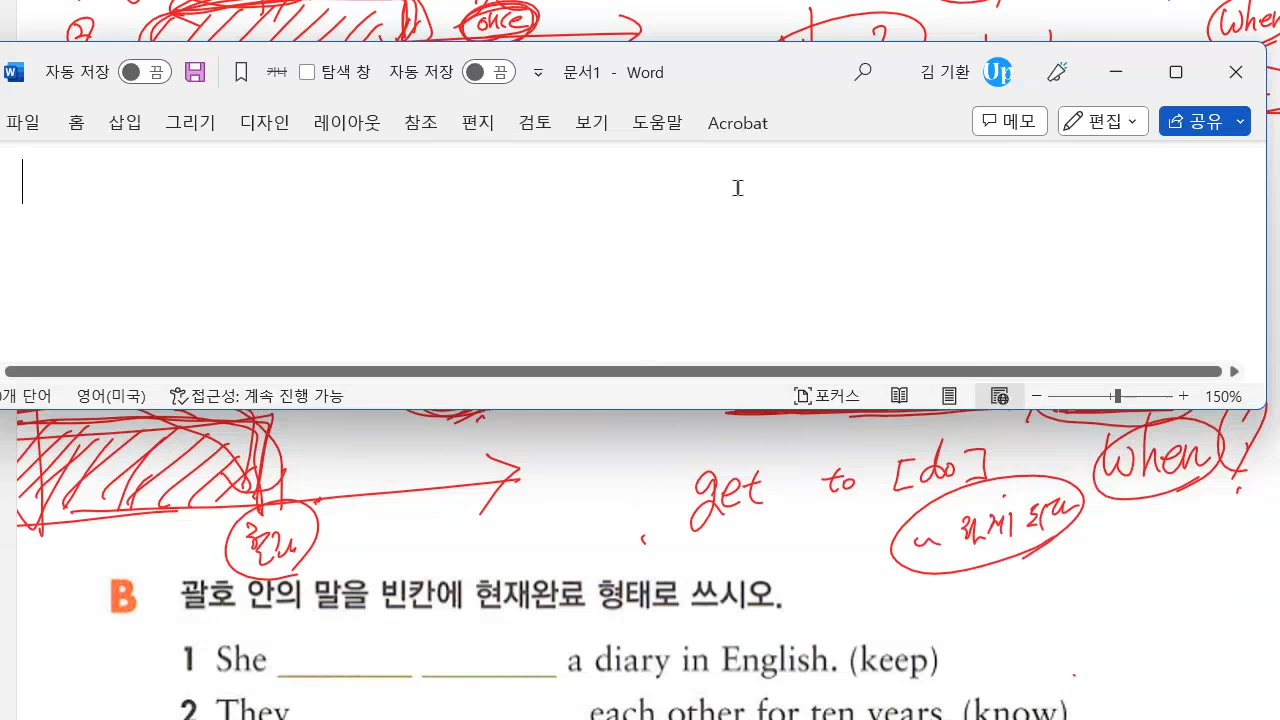 once
When
자동 저장 끔 탐색 창 자동 저장 끔 문서1 - Word 김 기환 Up
파일 홈 삽입 그리기 디자인 레이아웃 참조 편지 검토 보기 도움말 Acrobat 메모 편집 공유
개 단어 영어(미국) 접근성: 계속 진행 가능 포커스 150%
get to [do] When
B 괄호 안의 말을 빈칸에 현재완료 형태로 쓰시오.
1 She a diary in English. (keep)
2 They each other for ten years. (know)